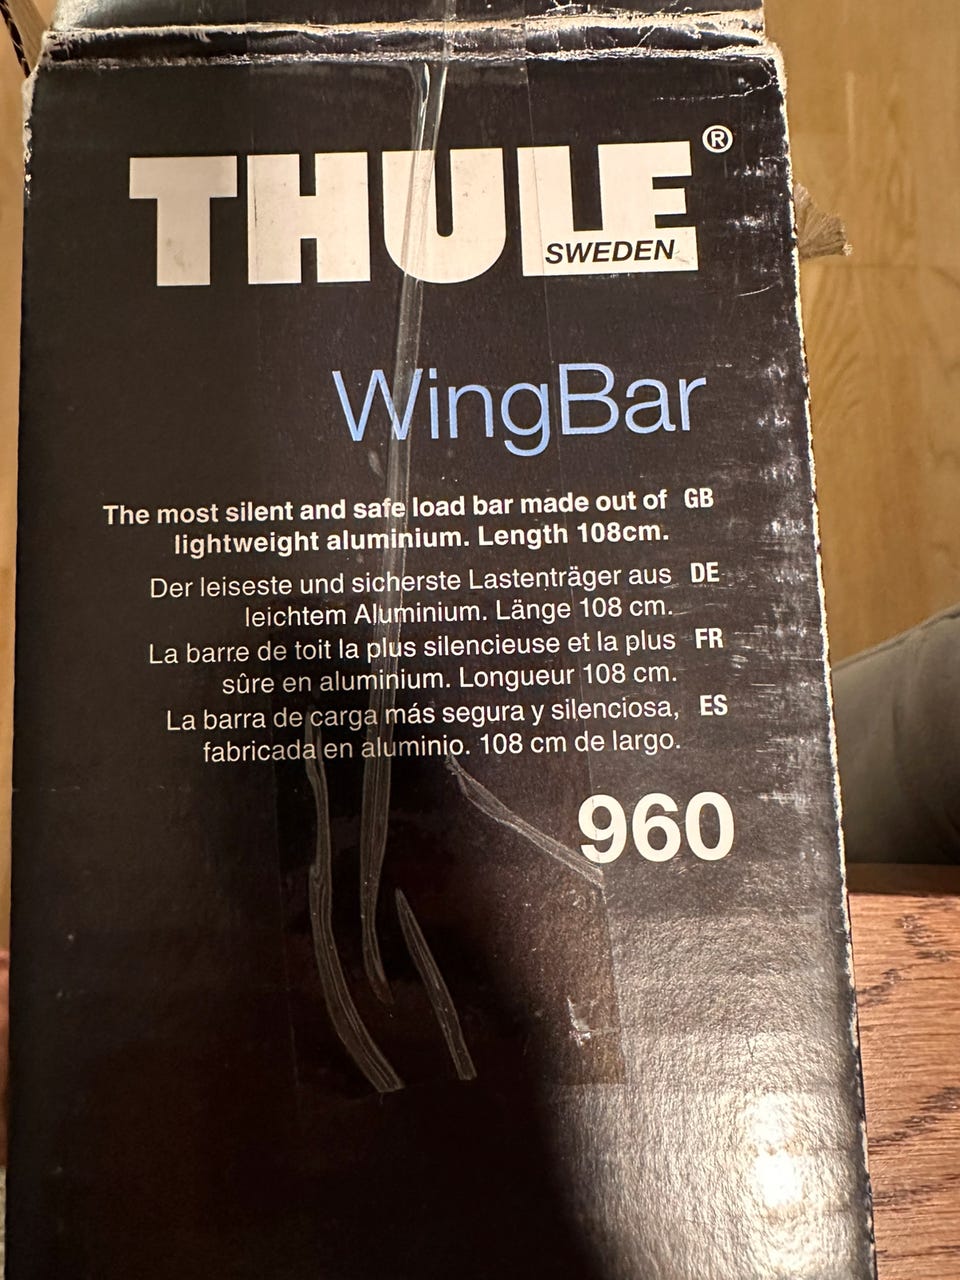 THULE®
SWEDEN
WingBar
The most silent and safe load bar made out of GB
lightweight aluminium. Length 108cm.
Der leiseste und sicherste Lastenträger aus DE
leichtem Aluminium. Länge 108 cm.
La barre de toit la plus silencieuse et la plus FR
sûre en aluminium. Longueur 108 cm.
La barra de carga más segura y silenciosa, ES
fabricada en aluminio. 108 cm de largo.
960